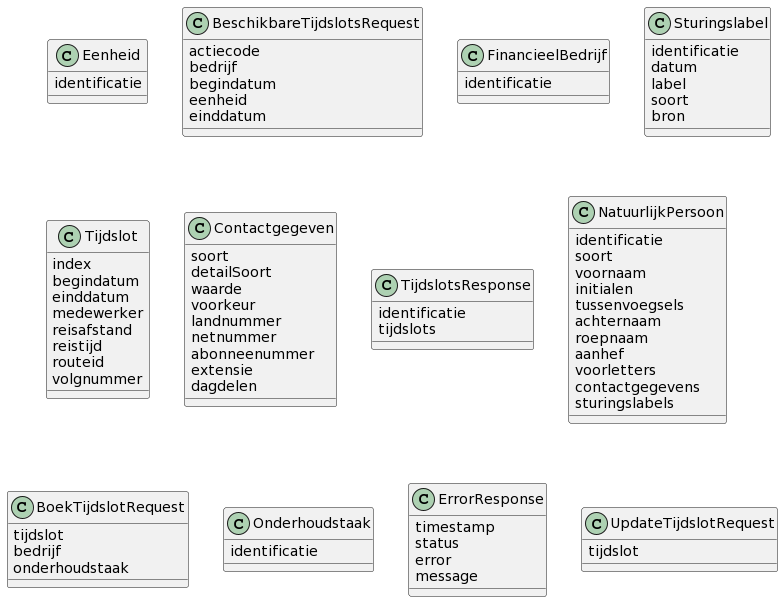 C Eenheid
identificatie
C BeschikbareTijdslotsRequest
actiecode
bedrijf
begindatum
eenheid
einddatum
C FinancieelBedrijf
identificatie
C Sturingslabel
identificatie
datum
label
soort
bron
C Tijdslot
index
begindatum
einddatum
medewerker
reisafstand
reistijd
routeid
volgnummer
C Contactgegeven
soort
detailSoort
waarde
voorkeur
landnummer
netnummer
abonneenummer
extensie
dagdelen
C TijdslotsResponse
identificatie
tijdslots
C NatuurlijkPersoon
identificatie
soort
voornaam
initialen
tussenvoegsels
achternaam
roepnaam
aanhef
voorletters
contactgegevens
sturingslabels
C BoekTijdslotRequest
tijdslot
bedrijf
onderhoudstaak
C Onderhoudstaak
identificatie
C ErrorResponse
timestamp
status
error
message
C UpdateTijdslotRequest
tijdslot